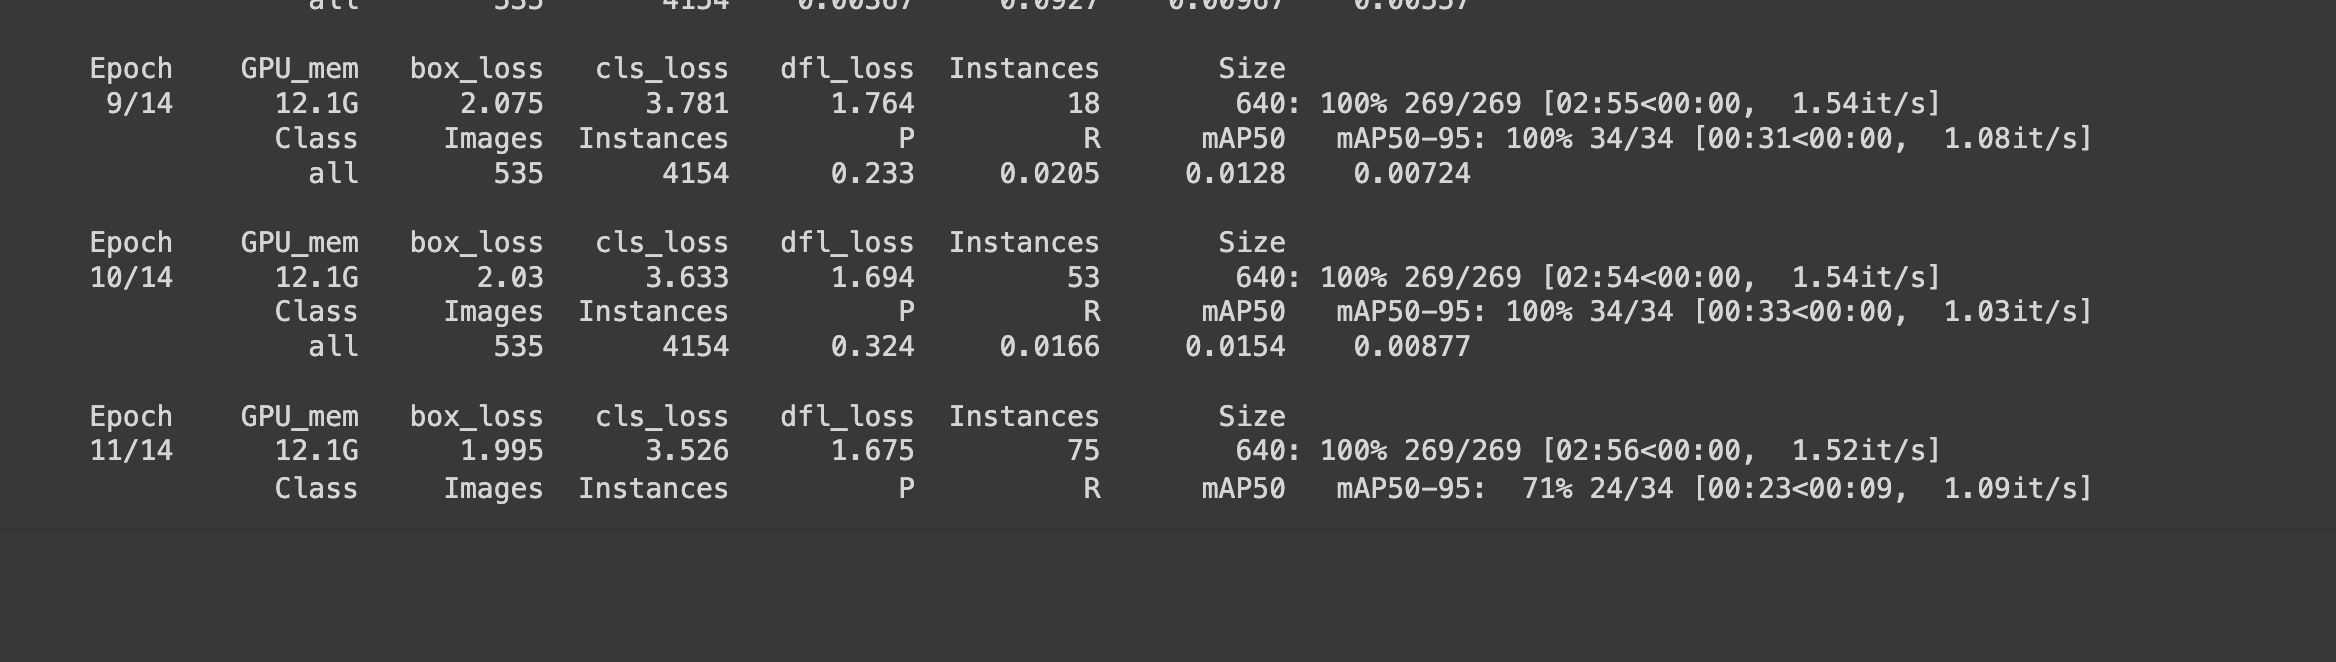 all 535 4154 0.00367 0.0927 0.00967 0.00557
Epoch GPU_mem box_loss cls_loss dfl_loss Instances Size
9/14 12.1G 2.075 3.781 1.764 18 640: 100% 269/269 [02:55<00:00, 1.54it/s]
Class Images Instances P R mAP50 mAP50-95: 100% 34/34 [00:31<00:00, 1.08it/s]
all 535 4154 0.233 0.0205 0.0128 0.00724
Epoch GPU_mem box_loss cls_loss dfl_loss Instances Size
10/14 12.1G 2.03 3.633 1.694 53 640: 100% 269/269 [02:54<00:00, 1.54it/s]
Class Images Instances P R mAP50 mAP50-95: 100% 34/34 [00:33<00:00, 1.03it/s]
all 535 4154 0.324 0.0166 0.0154 0.00877
Epoch GPU_mem box_loss cls_loss dfl_loss Instances Size
11/14 12.1G 1.995 3.526 1.675 75 640: 100% 269/269 [02:56<00:00, 1.52it/s]
Class Images Instances P R mAP50 mAP50-95: 71% 24/34 [00:23<00:09, 1.09it/s]